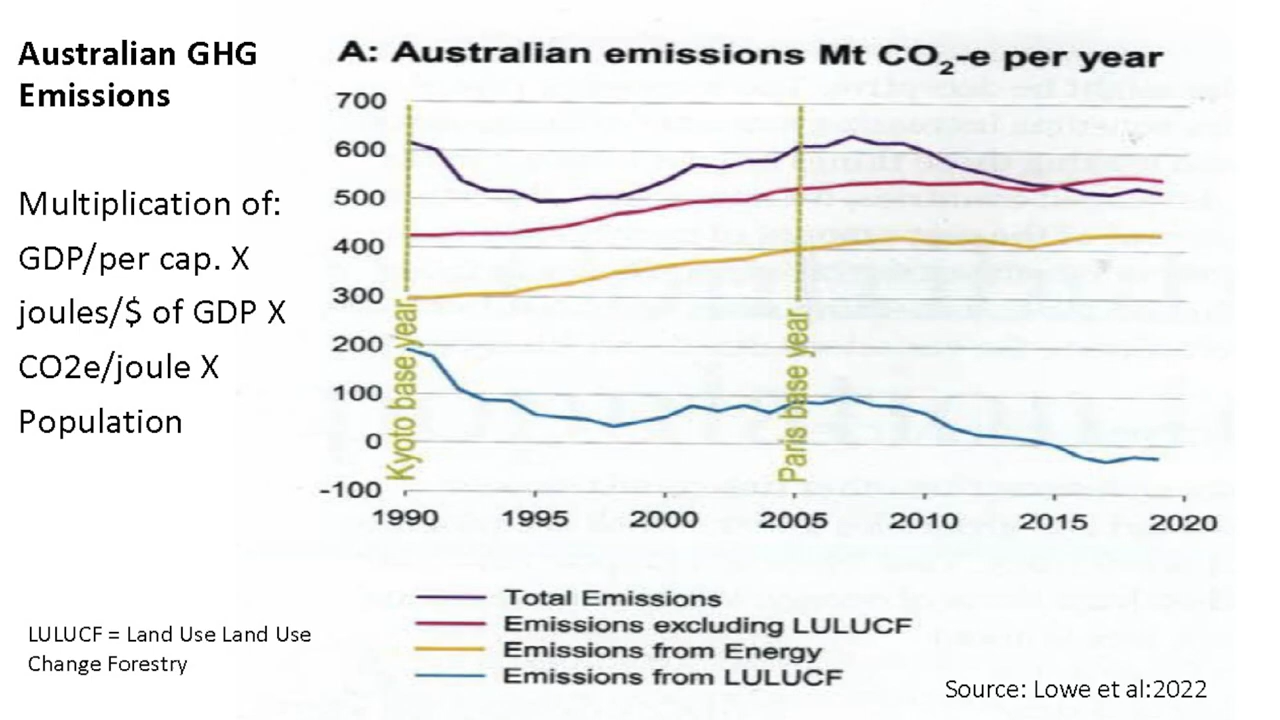 Australian GHG
Emissions
Multiplication of:
GDP/per cap. X
joules/$ of GDP X
CO2e/joule X
Population
LULUCF = Land Use Land Use
Change Forestry
A: Australian emissions Mt CO₂-e per year
700
600
500
400
300
200
100
0
-100
Kyoto base year
Paris base year
1990 1995 2000 2005 2010 2015 2020
Total Emissions
Emissions excluding LULUCF
Emissions from Energy
Emissions from LULUCF
Source: Lowe et al:2022